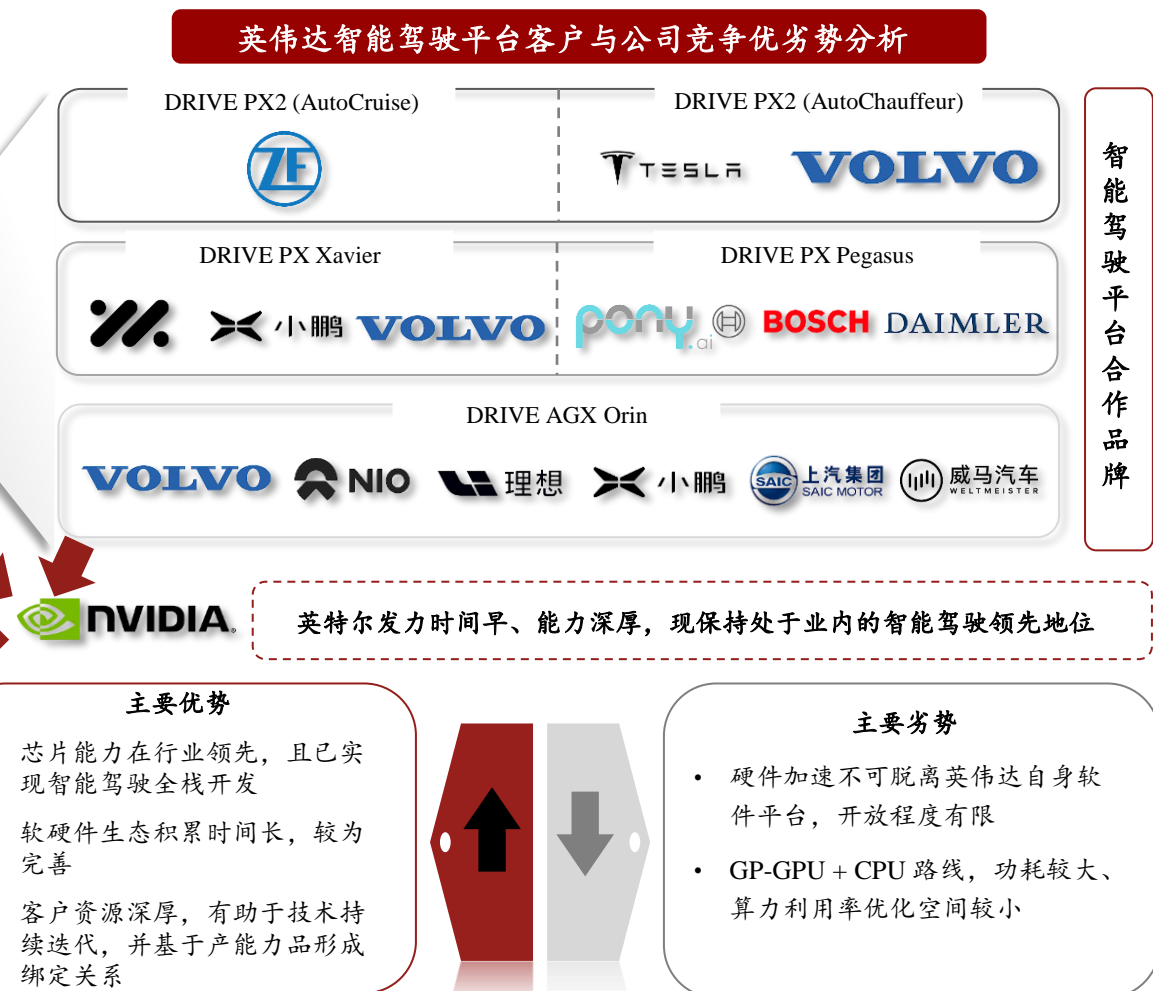 英伟达智能驾驶平台客户与公司竞争优劣势分析
DRIVE PX2 (AutoCruise)
DRIVE PX2 (AutoChauffeur)
ZF
TESLA
VOLVO
DRIVE PX Xavier
DRIVE PX Pegasus
小鹏
VOLVO
pony.ai
BOSCH
DAIMLER
DRIVE AGX Orin
VOLVO
NIO
理想
小鹏
SAIC
上汽集团
SAIC MOTOR
威马汽车
WELTMEISTER
智能驾驶平台合作品牌
NVIDIA.
英特尔发力时间早、能力深厚，现保持处于业内的智能驾驶领先地位
主要优势
芯片能力在行业领先，且已实
现智能驾驶全栈开发
软硬件生态积累时间长，较为
完善
客户资源深厚，有助于技术持
续迭代，并基于产能力品形成
绑定关系
主要劣势
• 硬件加速不可脱离英伟达自身软
件平台，开放程度有限
• GP-GPU + CPU 路线，功耗较大、
算力利用率优化空间较小